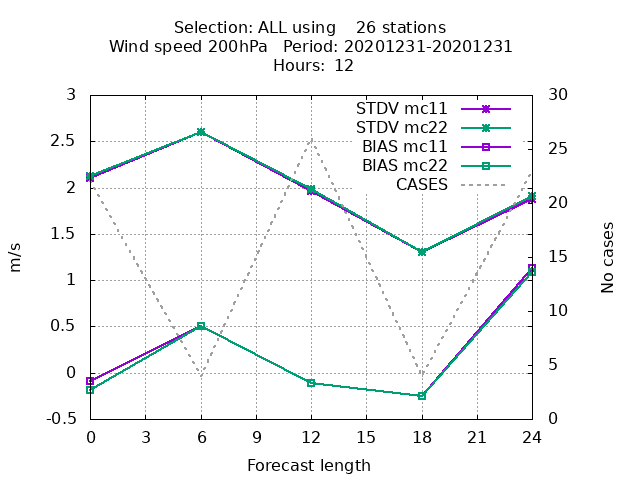 Selection: ALL using    26 stations
Wind speed 200hPa   Period: 20201231-20201231
Hours: 12
3
2.5
2
1.5
1
0.5
0
-0.5
30
25
20
15
10
5
0
STDV mc11
STDV mc22
BIAS mc11
BIAS mc22
CASES
m/s
No cases
0 3 6 9 12 15 18 21 24
Forecast length